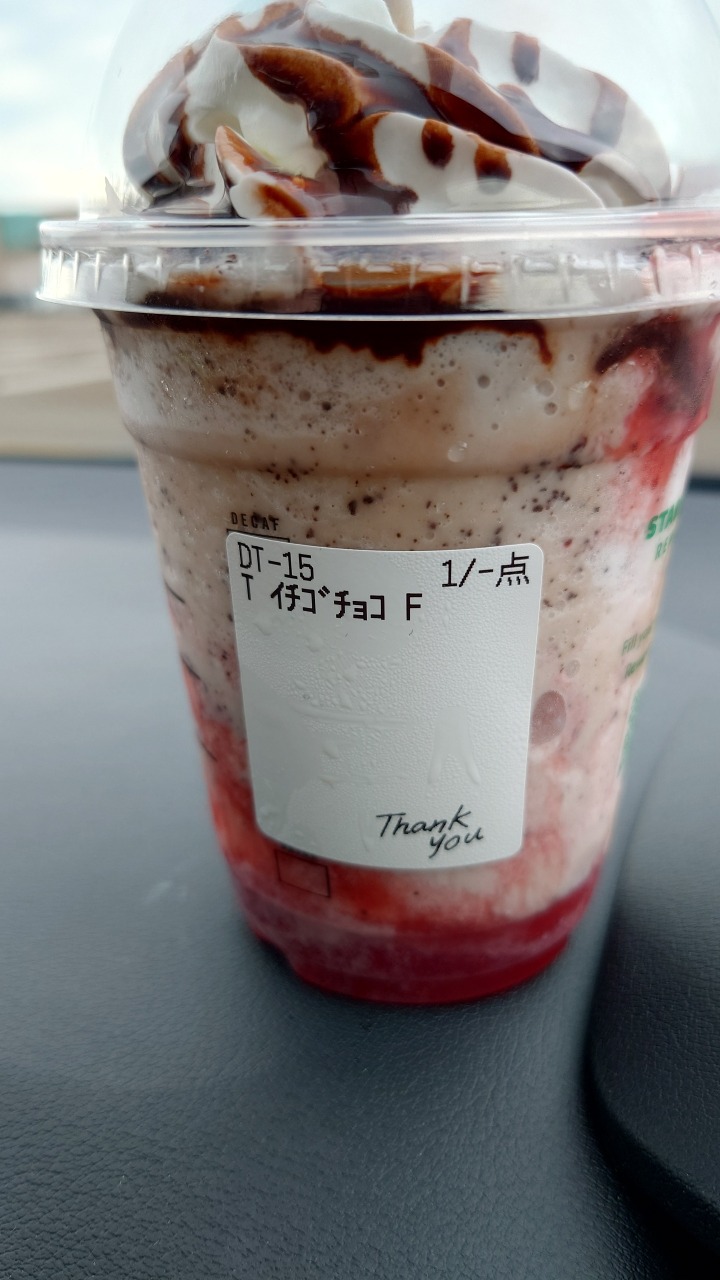 DECAF
DT-15 1/-点
T ｲﾁｺﾞﾁｮｺ F
Thank
you